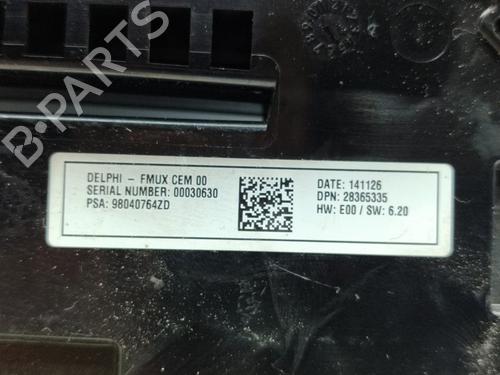 B-PARTS
DELPHI – FMUX CEM 00
SERIAL NUMBER: 00030630
PSA: 98040764ZD
DATE: 141126
DPN: 28365335
HW: E00 / SW: 6.20